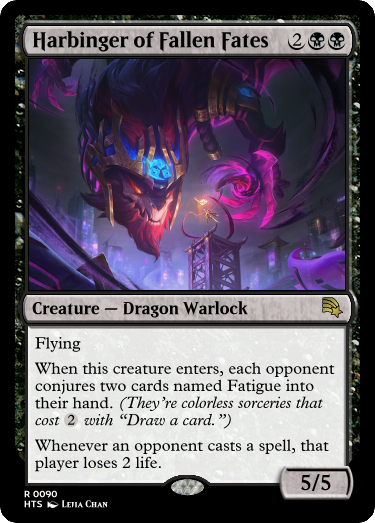 Harbinger of Fallen Fates 2
Creature — Dragon Warlock
Flying
When this creature enters, each opponent
conjures two cards named Fatigue into
their hand. (They're colorless sorceries that
cost 2 with “Draw a card.”)
Whenever an opponent casts a spell, that
player loses 2 life.
5/5
R 0090
HTS Lejia Chan